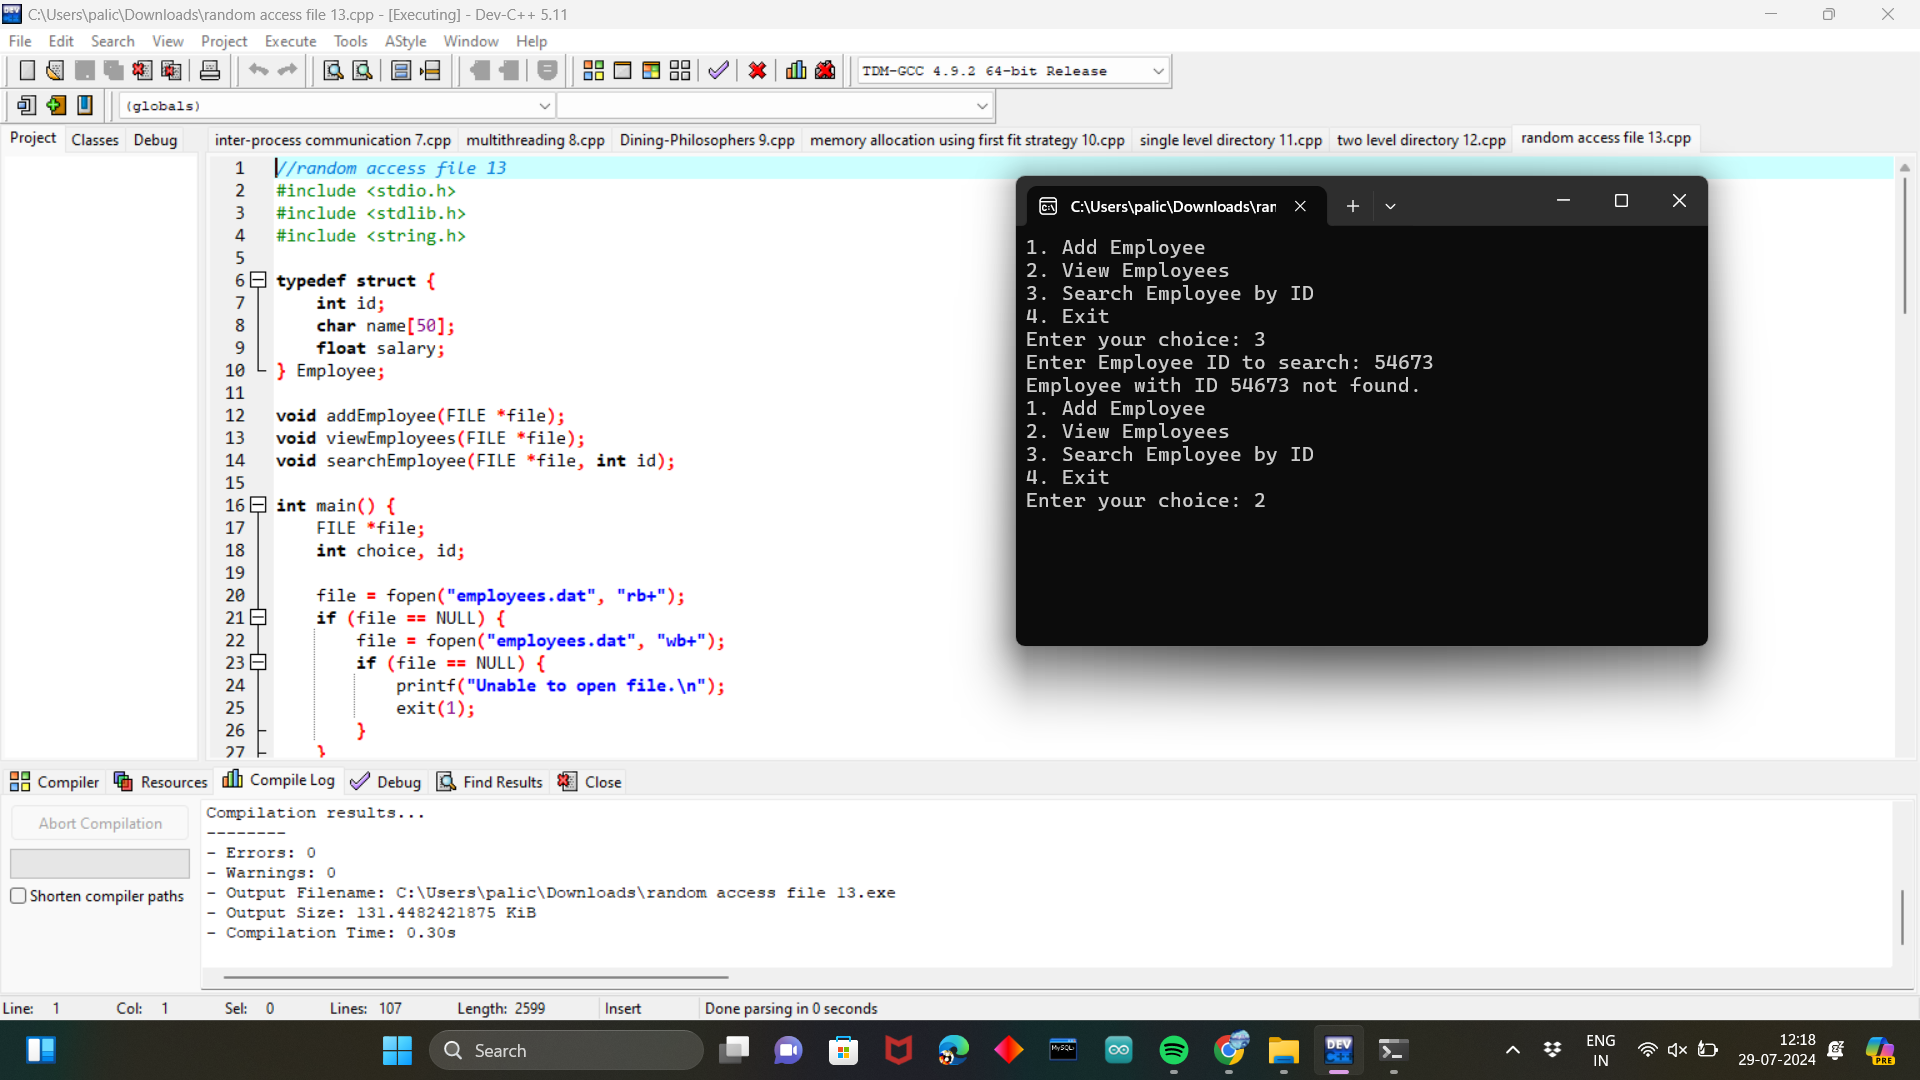 C:\Users\palic\Downloads\random access file 13.cpp - [Executing] - Dev-C++ 5.11
File Edit Search View Project Execute Tools AStyle Window Help
TDM-GCC 4.9.2 64-bit Release
(globals)
Project Classes Debug
inter-process communication 7.cpp multithreading 8.cpp Dining-Philosophers 9.cpp memory allocation using first fit strategy 10.cpp single level directory 11.cpp two level directory 12.cpp random access file 13.cpp
1 //random access file 13
2 #include <stdio.h>
3 #include <stdlib.h>
4 #include <string.h>
5
6 typedef struct {
7 int id;
8 char name[50];
9 float salary;
10 } Employee;
11
12 void addEmployee(FILE *file);
13 void viewEmployees(FILE *file);
14 void searchEmployee(FILE *file, int id);
15
16 int main() {
17 FILE *file;
18 int choice, id;
19
20 file = fopen("employees.dat", "rb+");
21 if (file == NULL) {
22 file = fopen("employees.dat", "wb+");
23 if (file == NULL) {
24 printf("Unable to open file.\n");
25 exit(1);
26 }
27 }
C:\Users\palic\Downloads\ran
1. Add Employee
2. View Employees
3. Search Employee by ID
4. Exit
Enter your choice: 3
Enter Employee ID to search: 54673
Employee with ID 54673 not found.
1. Add Employee
2. View Employees
3. Search Employee by ID
4. Exit
Enter your choice: 2
Compiler Resources Compile Log Debug Find Results Close
Abort Compilation
Shorten compiler paths
Compilation results...
--------
- Errors: 0
- Warnings: 0
- Output Filename: C:\Users\palic\Downloads\random access file 13.exe
- Output Size: 131.4482421875 KiB
- Compilation Time: 0.30s
Line: 1 Col: 1 Sel: 0 Lines: 107 Length: 2599 Insert Done parsing in 0 seconds
Search
MySQL
DEV
ENG
IN
12:18
29-07-2024
PRE